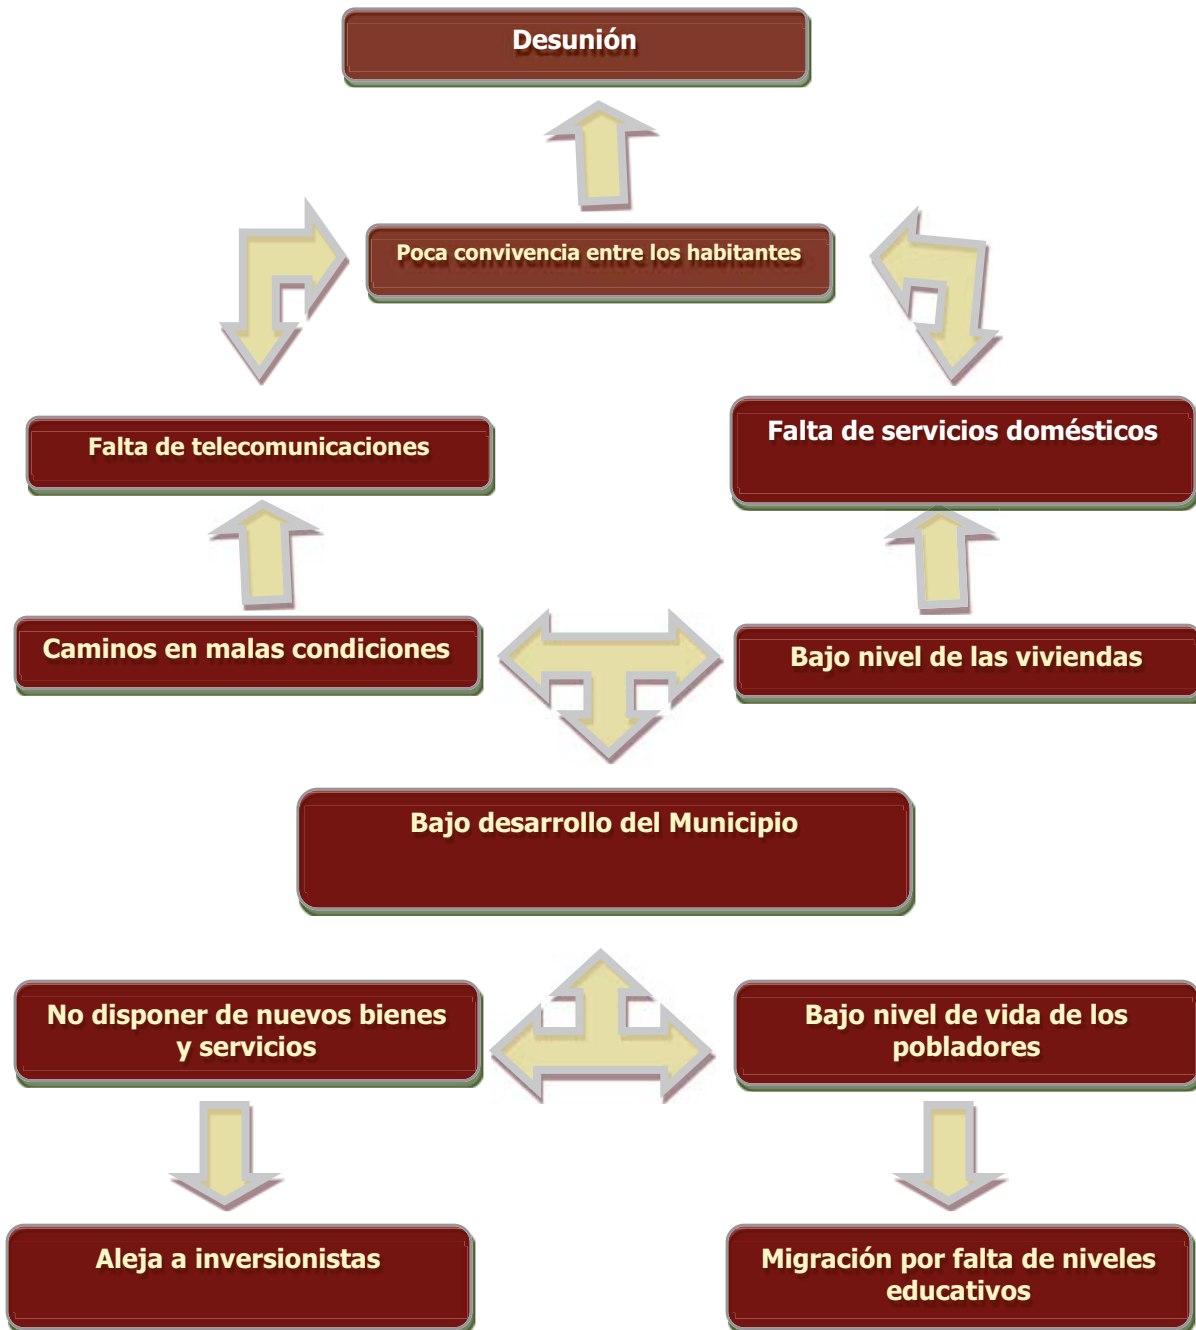 Desunión
Poca convivencia entre los habitantes
Falta de telecomunicaciones
Falta de servicios domésticos
Caminos en malas condiciones
Bajo nivel de las viviendas
Bajo desarrollo del Municipio
No disponer de nuevos bienes
y servicios
Bajo nivel de vida de los
pobladores
Aleja a inversionistas
Migración por falta de niveles
educativos